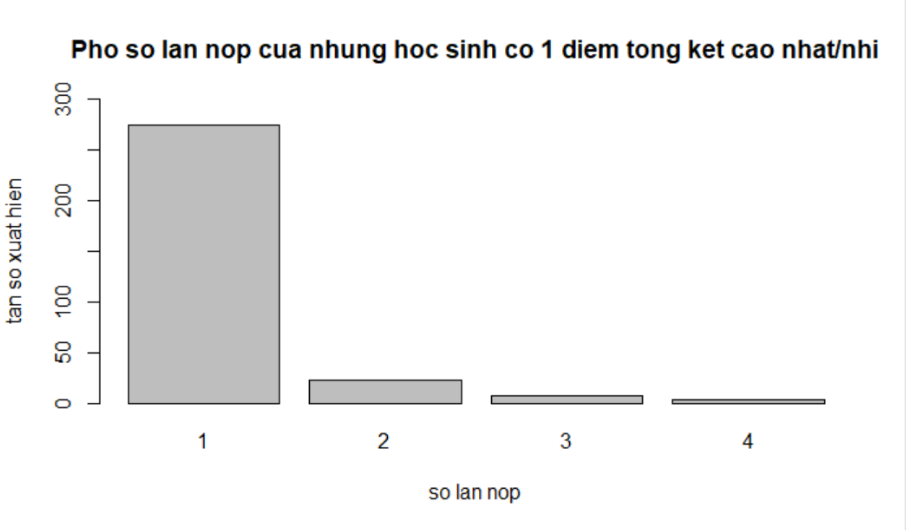 Pho so lan nop cua nhung hoc sinh co 1 diem tong ket cao nhat/nhi
tan so xuat hien
300
200
100
50
0
1 2 3 4
so lan nop